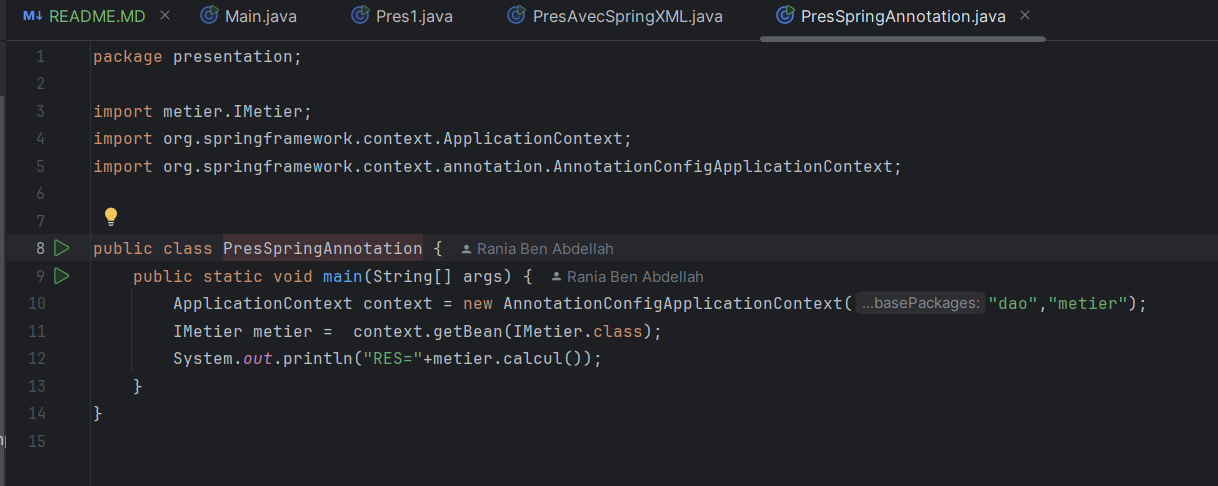 M↓ README.MD × Main.java Pres1.java PresAvecSpringXML.java PresSpringAnnotation.java ×
1 package presentation;
2
3 import metier.IMetier;
4 import org.springframework.context.ApplicationContext;
5 import org.springframework.context.annotation.AnnotationConfigApplicationContext;
6
7
8 public class PresSpringAnnotation { Rania Ben Abdellah
9 public static void main(String[] args) { Rania Ben Abdellah
10 ApplicationContext context = new AnnotationConfigApplicationContext( ...basePackages: "dao","metier");
11 IMetier metier =  context.getBean(IMetier.class);
12 System.out.println("RES="+metier.calcul());
13 }
14 }
15